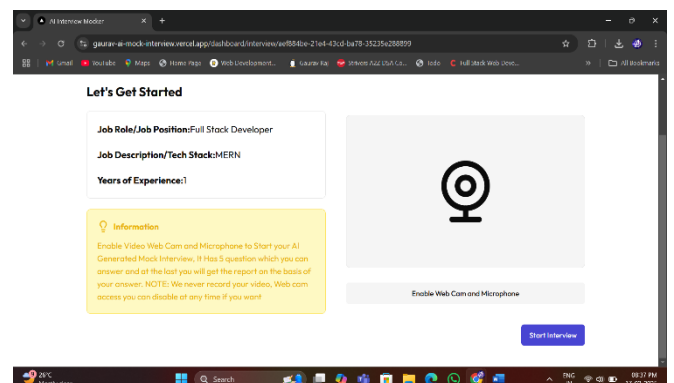 AI Interview Mocker
gaurav-ai-mock-interview.vercel.app/dashboard/interview/aef884be-21e4-43cd-ba78-35235e288899
Gmail YouTube Maps Home Page Web Development... Gaurav Raj Strivers A2Z DSA Co... Todo Full Stack Web Deve... All Bookmarks
Let's Get Started
Job Role/Job Position:Full Stack Developer
Job Description/Tech Stack:MERN
Years of Experience:1
Information
Enable Video Web Cam and Microphone to Start your AI
Generated Mock Interview, It Has 5 question which you can
answer and at the last you will get the report on the basis of
your answer. NOTE: We never record your video, Web cam
access you can disable at any time if you want
Enable Web Cam and Microphone
Start Interview
26°C
Search
ENG
08:37 PM